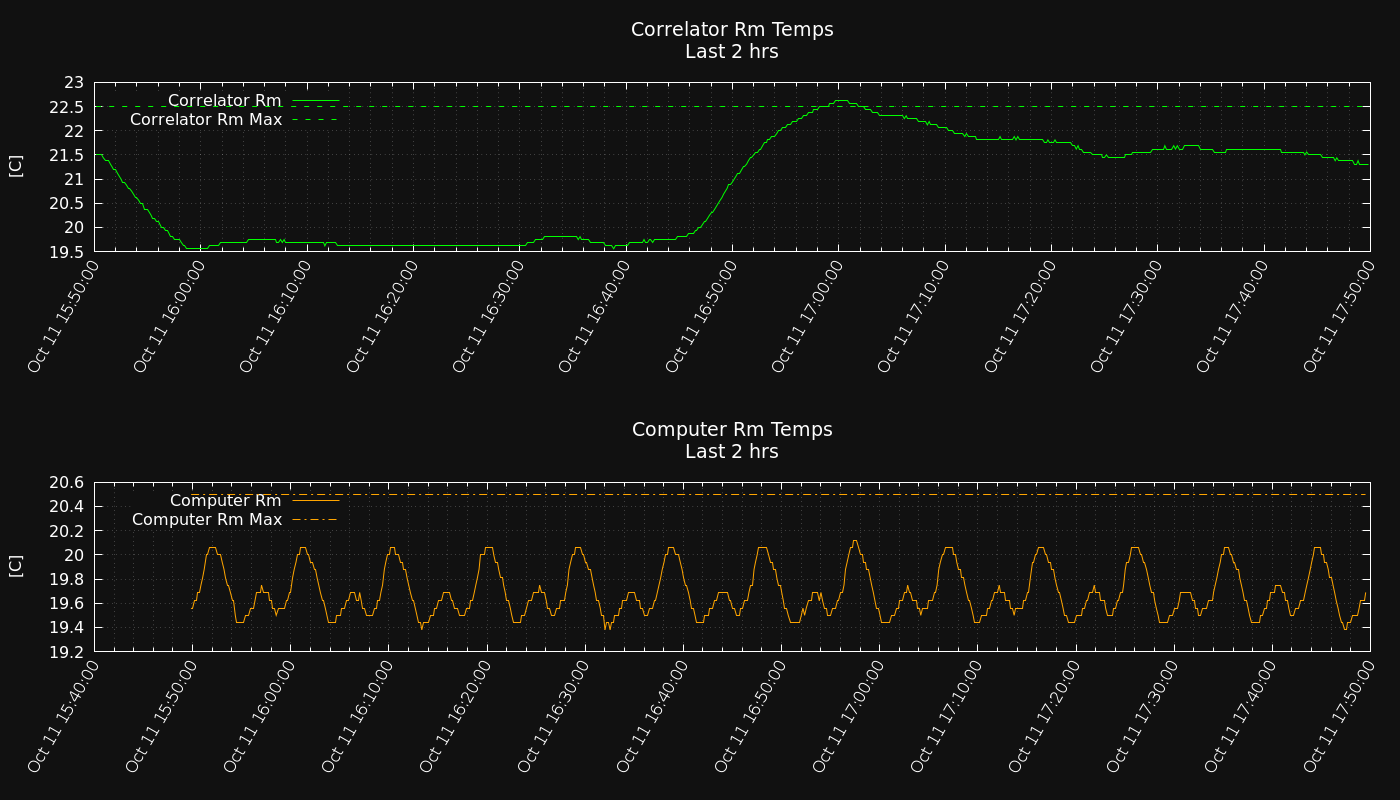 Correlator Rm Temps
Last 2 hrs
23
22.5
22
21.5
21
20.5
20
19.5
[C]
Correlator Rm
Correlator Rm Max
Oct 11 15:50:00
Oct 11 16:00:00
Oct 11 16:10:00
Oct 11 16:20:00
Oct 11 16:30:00
Oct 11 16:40:00
Oct 11 16:50:00
Oct 11 17:00:00
Oct 11 17:10:00
Oct 11 17:20:00
Oct 11 17:30:00
Oct 11 17:40:00
Oct 11 17:50:00
Computer Rm Temps
Last 2 hrs
20.6
20.4
20.2
20
19.8
19.6
19.4
19.2
[C]
Computer Rm
Computer Rm Max
Oct 11 15:40:00
Oct 11 15:50:00
Oct 11 16:00:00
Oct 11 16:10:00
Oct 11 16:20:00
Oct 11 16:30:00
Oct 11 16:40:00
Oct 11 16:50:00
Oct 11 17:00:00
Oct 11 17:10:00
Oct 11 17:20:00
Oct 11 17:30:00
Oct 11 17:40:00
Oct 11 17:50:00